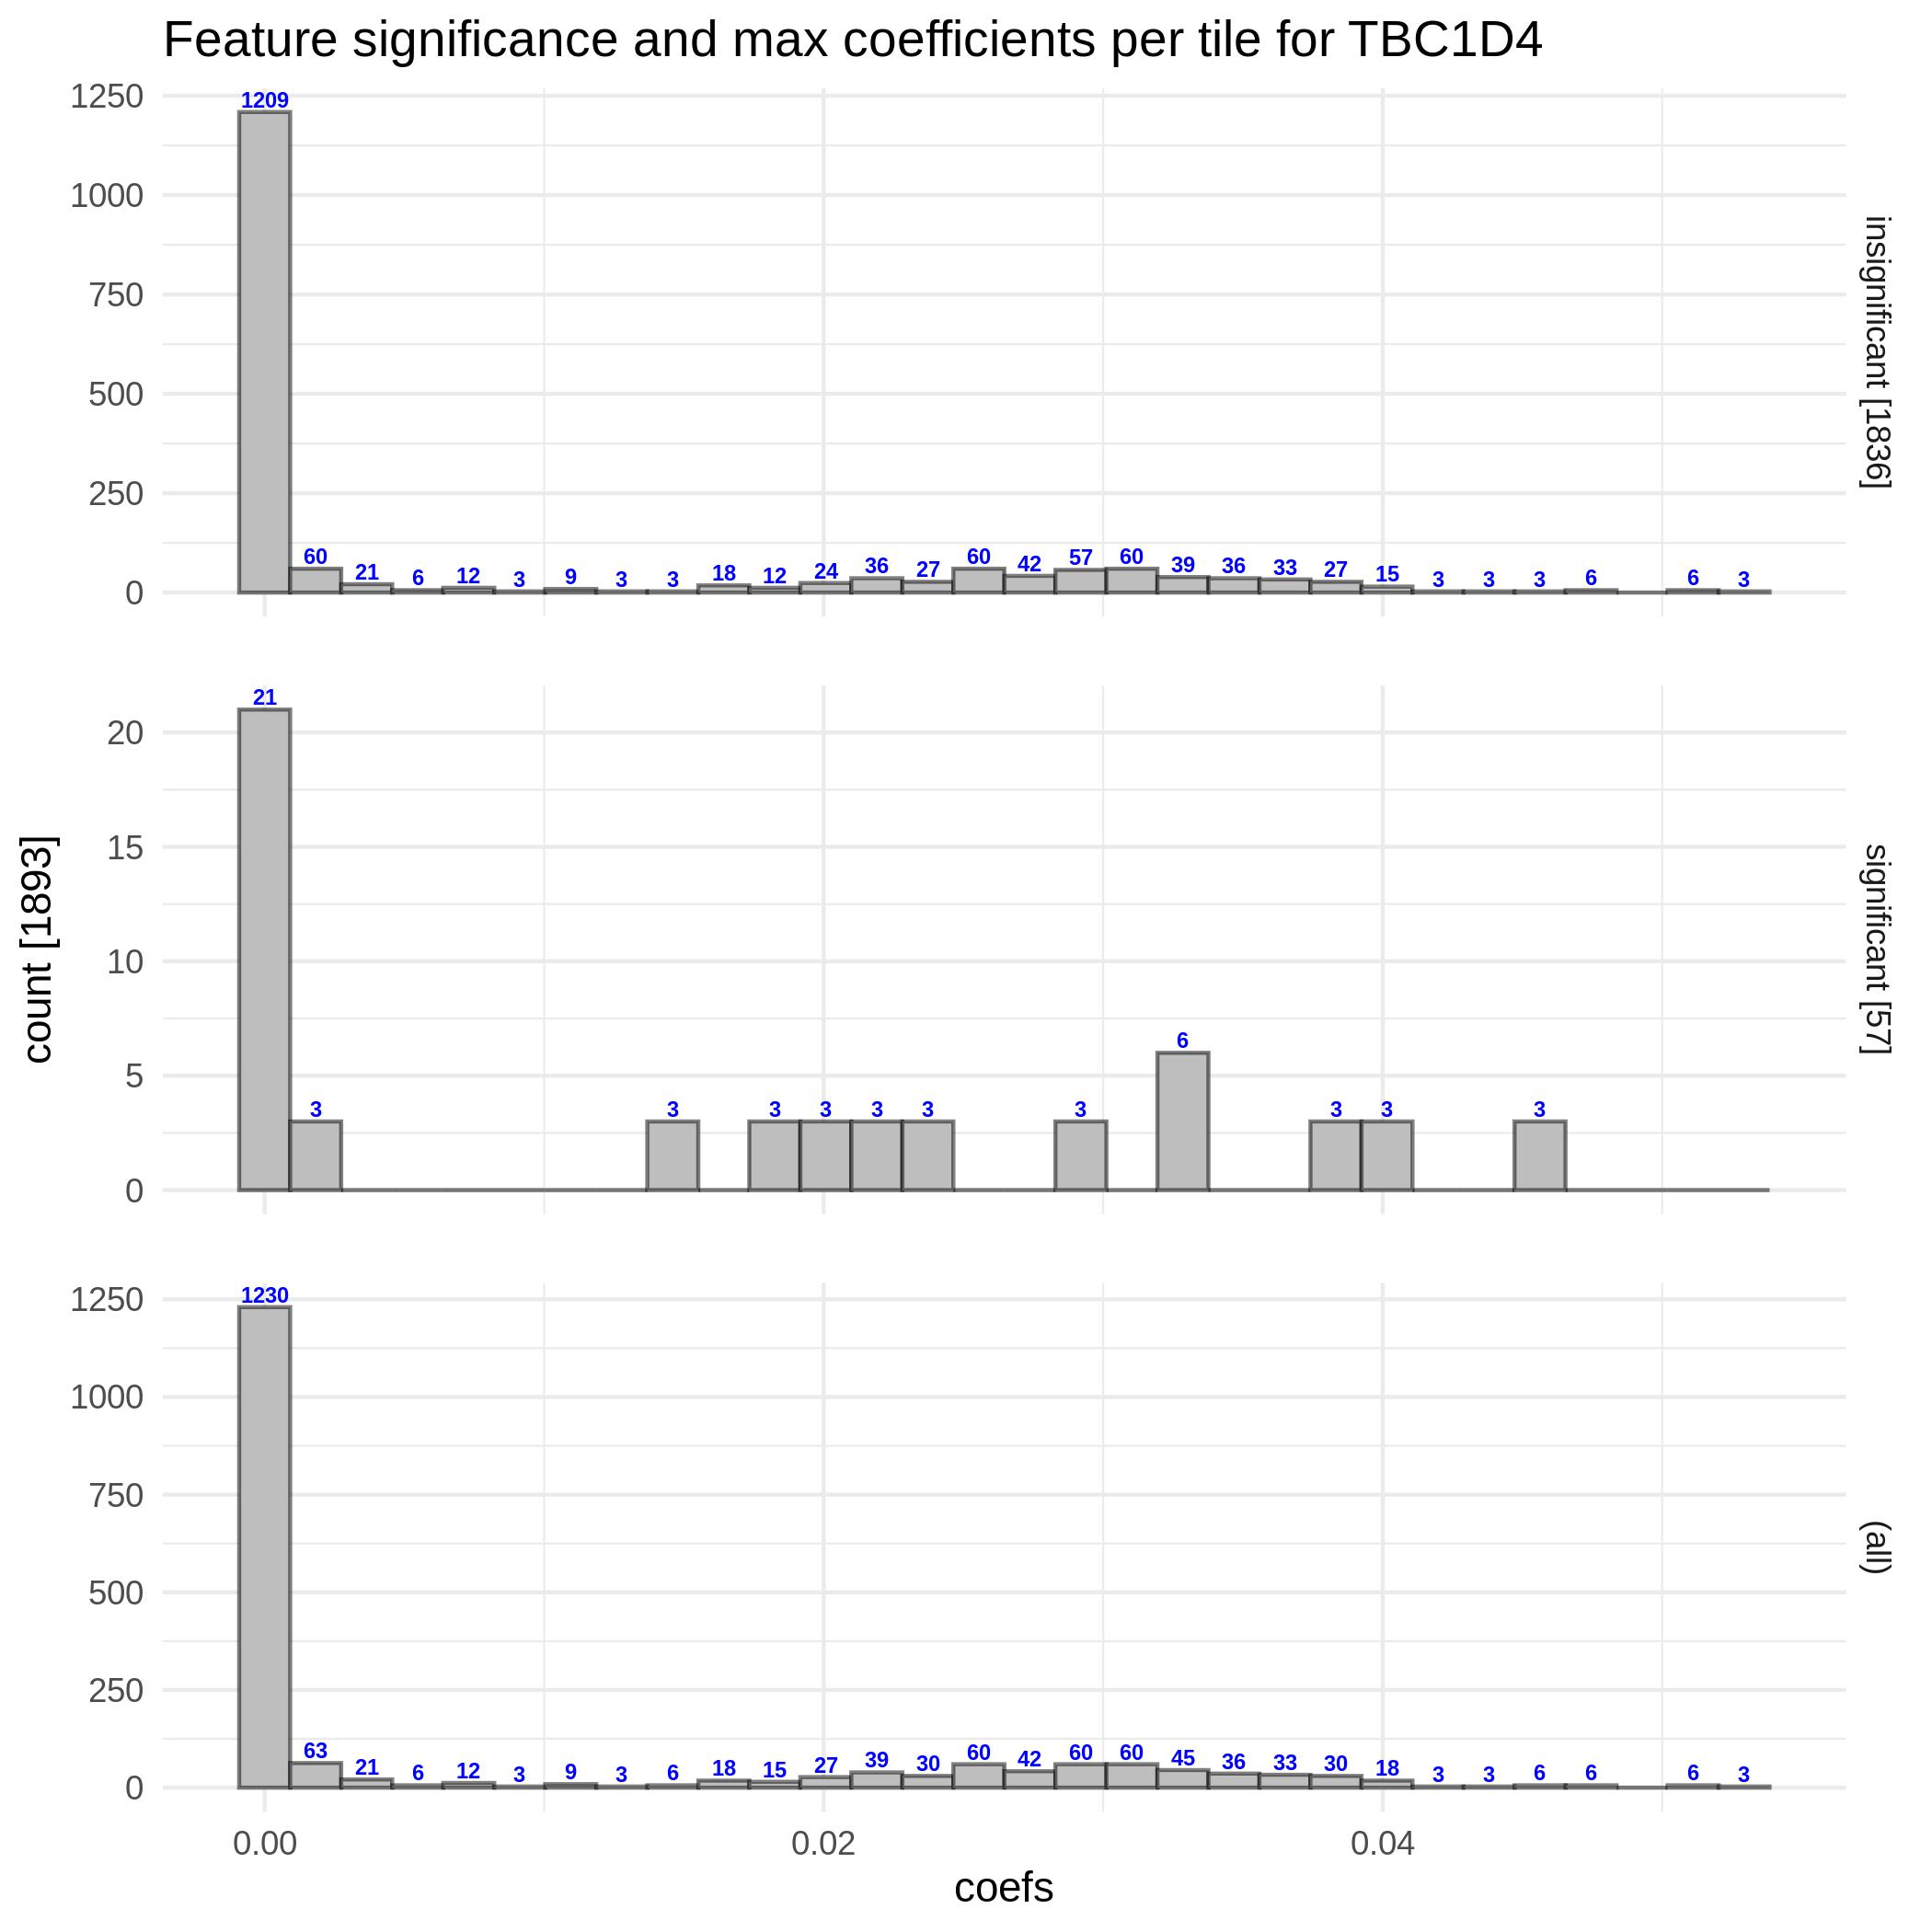 Feature significance and max coefficients per tile for TBC1D4
1250
1000
750
500
250
0
1209
60 21 6 12 3 9 3 3 18 12 24 36 27 60 42 57 60 39 36 33 27 15 3 3 3 6 6 3
insignificant [1836]
count [1893]
20
15
10
5
0
21
3 3 3 3 3 3 3 6 3 3 3
significant [57]
1250
1000
750
500
250
0
1230
63 21 6 12 3 9 3 6 18 15 27 39 30 60 42 60 60 45 36 33 30 18 3 3 6 6 6 3
(all)
0.00 0.02 0.04
coefs